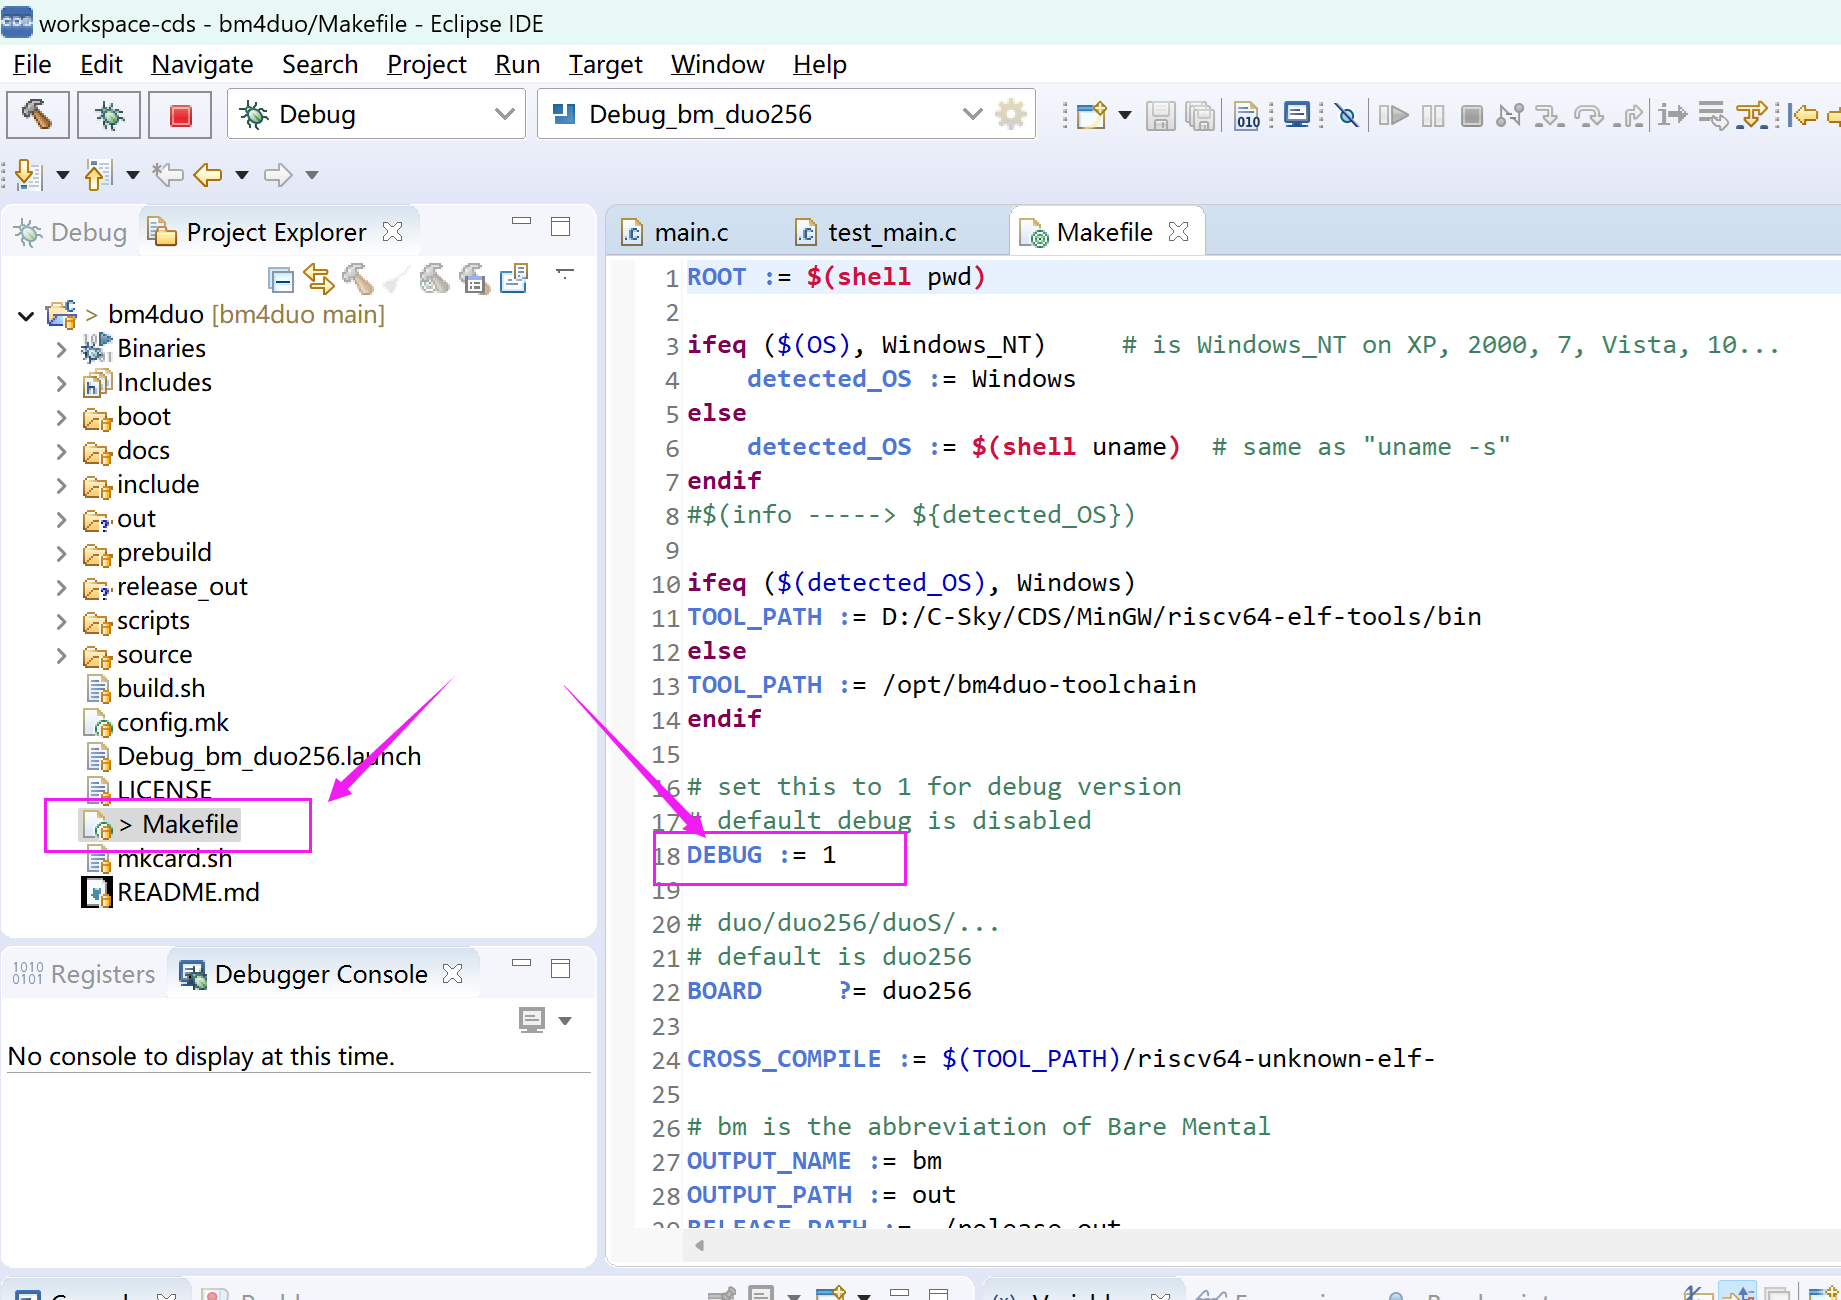 workspace-cds - bm4duo/Makefile - Eclipse IDE
File Edit Navigate Search Project Run Target Window Help
Debug
Debug_bm_duo256
010
Debug
Project Explorer
> bm4duo [bm4duo main]
Binaries
Includes
boot
docs
include
out
prebuild
release_out
scripts
source
build.sh
config.mk
Debug_bm_duo256.launch
LICENSE
> Makefile
mkcard.sh
README.md
1010
0101 Registers
Debugger Console
No console to display at this time.
main.c
test_main.c
Makefile
1 ROOT := $(shell pwd)
2
3 ifeq ($(OS), Windows_NT)     # is Windows_NT on XP, 2000, 7, Vista, 10...
4     detected_OS := Windows
5 else
6     detected_OS := $(shell uname)  # same as "uname -s"
7 endif
8 #$(info -----> ${detected_OS})
9
10 ifeq ($(detected_OS), Windows)
11 TOOL_PATH := D:/C-Sky/CDS/MinGW/riscv64-elf-tools/bin
12 else
13 TOOL_PATH := /opt/bm4duo-toolchain
14 endif
15
16 # set this to 1 for debug version
17 # default debug is disabled
18 DEBUG := 1
19
20 # duo/duo256/duoS/...
21 # default is duo256
22 BOARD     ?= duo256
23
24 CROSS_COMPILE := $(TOOL_PATH)/riscv64-unknown-elf-
25
26 # bm is the abbreviation of Bare Mental
27 OUTPUT_NAME := bm
28 OUTPUT_PATH := out
29 RELEASE_PATH := ./release_out